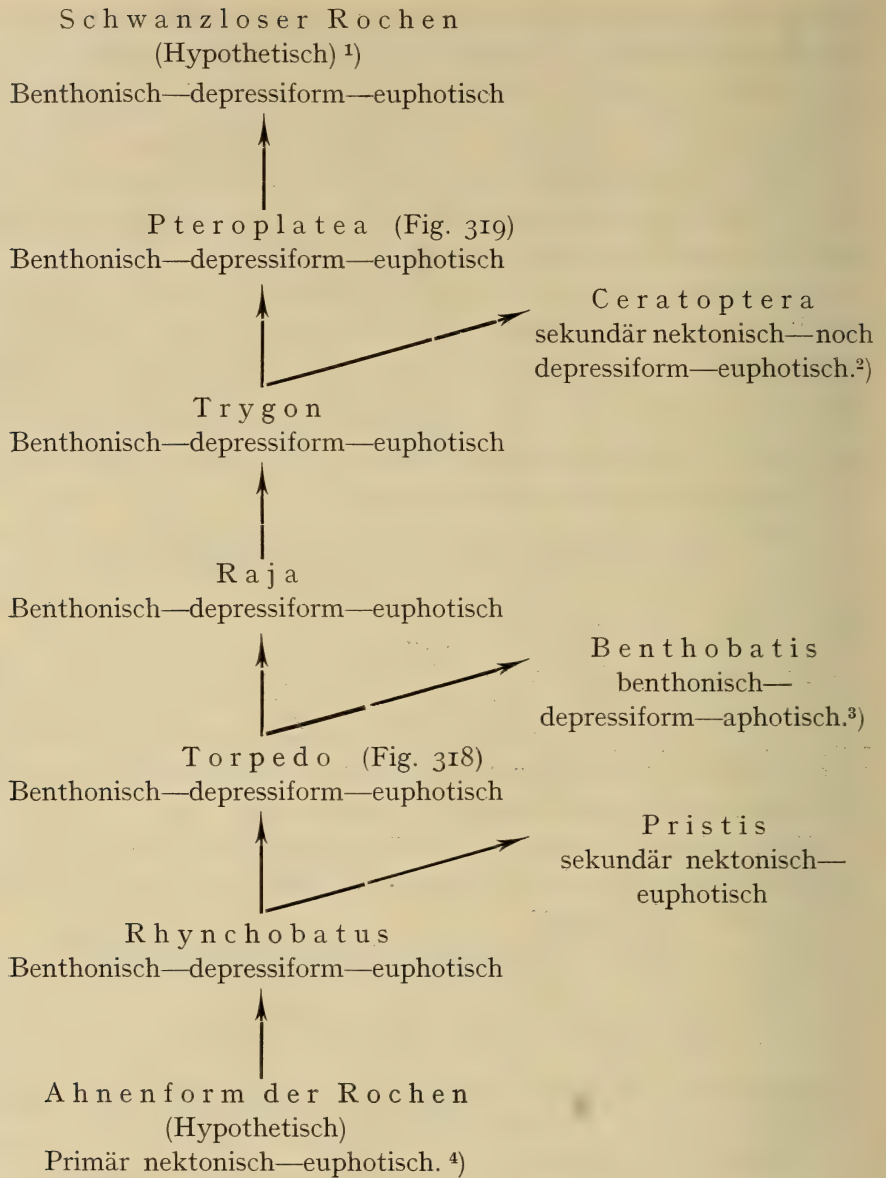 Schwanzloser Rochen
(Hypothetisch) ¹)
Benthonisch—depressiform—euphotisch
Pteroplatea (Fig. 319)
Benthonisch—depressiform—euphotisch
Ceratoptera
sekundär nektonisch—noch
depressiform—euphotisch.²)
Trygon
Benthonisch—depressiform—euphotisch
Raja
Benthonisch—depressiform—euphotisch
Benthobatis
benthonisch—
depressiform—aphotisch.³)
Torpedo (Fig. 318)
Benthonisch—depressiform—euphotisch
Pristis
sekundär nektonisch—
euphotisch
Rhynchobatus
Benthonisch—depressiform—euphotisch
Ahnenform der Rochen
(Hypothetisch)
Primär nektonisch—euphotisch. ⁴)